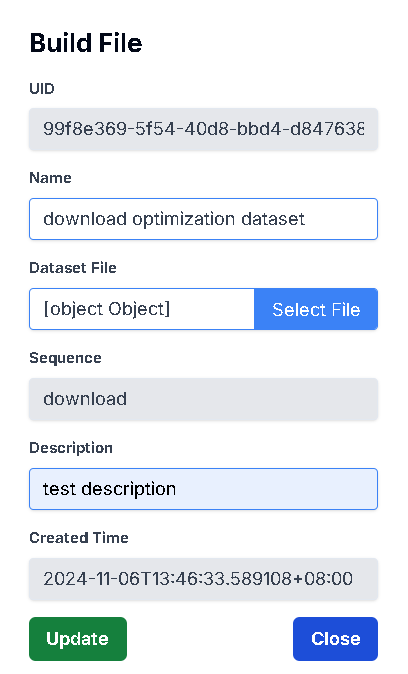 Build File
UID
99f8e369-5f54-40d8-bbd4-d847638
Name
download optimization dataset
Dataset File
[object Object] Select File
Sequence
download
Description
test description
Created Time
2024-11-06T13:46:33.589108+08:00
Update Close